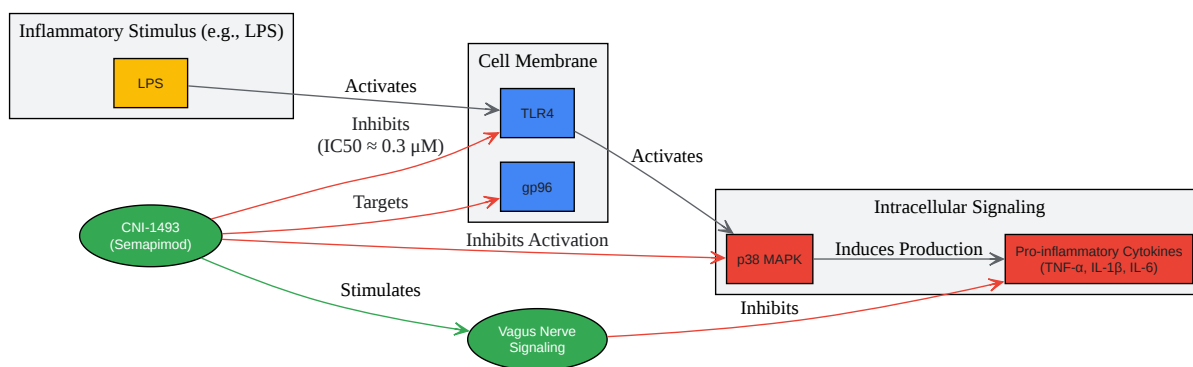 Inflammatory Stimulus (e.g., LPS)
LPS
Activates
Cell Membrane
TLR4
Inhibits
(IC50 ≈ 0.3 μM)
gp96
Targets
Activates
CNI-1493
(Semapimod)
Inhibits Activation
Intracellular Signaling
p38 MAPK
Induces Production
Pro-inflammatory Cytokines
(TNF-α, IL-1β, IL-6)
Stimulates
Vagus Nerve
Signaling
Inhibits